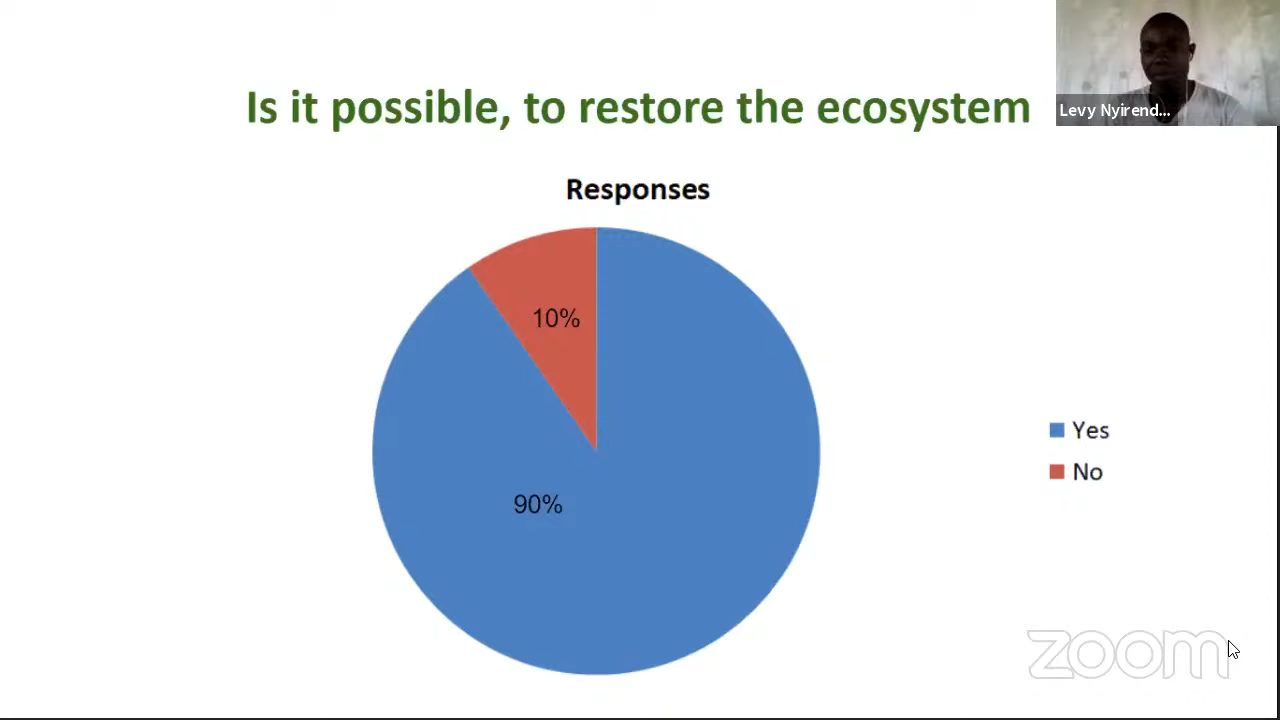 Is it possible, to restore the ecosystem
Levy Nyirend...
Responses
10%
90%
Yes
No
zoom